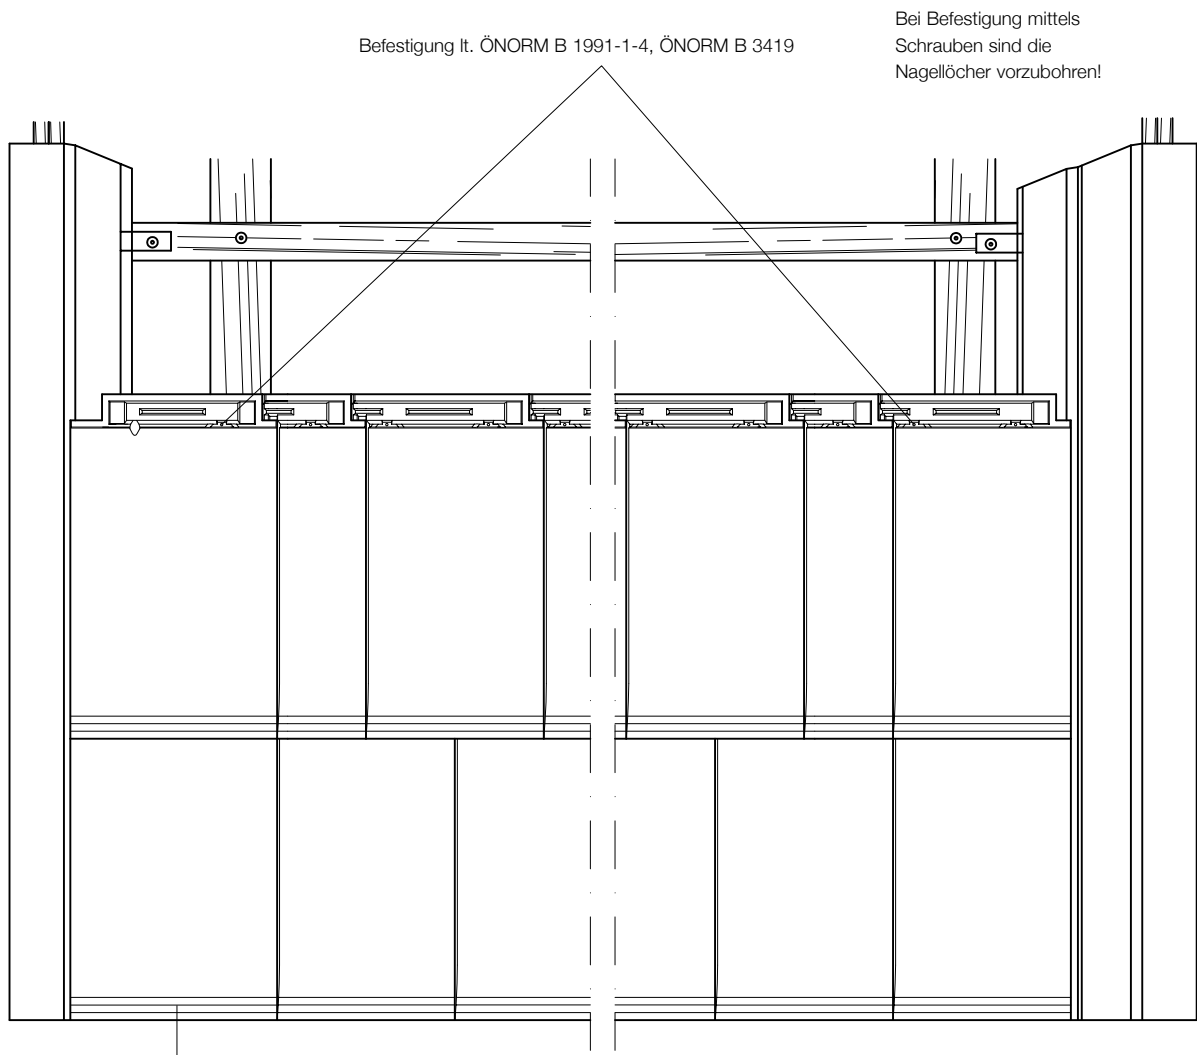 Befestigung lt. ÖNORM B 1991-1-4, ÖNORM B 3419
Bei Befestigung mittels
Schrauben sind die
Nagellöcher vorzubohren!